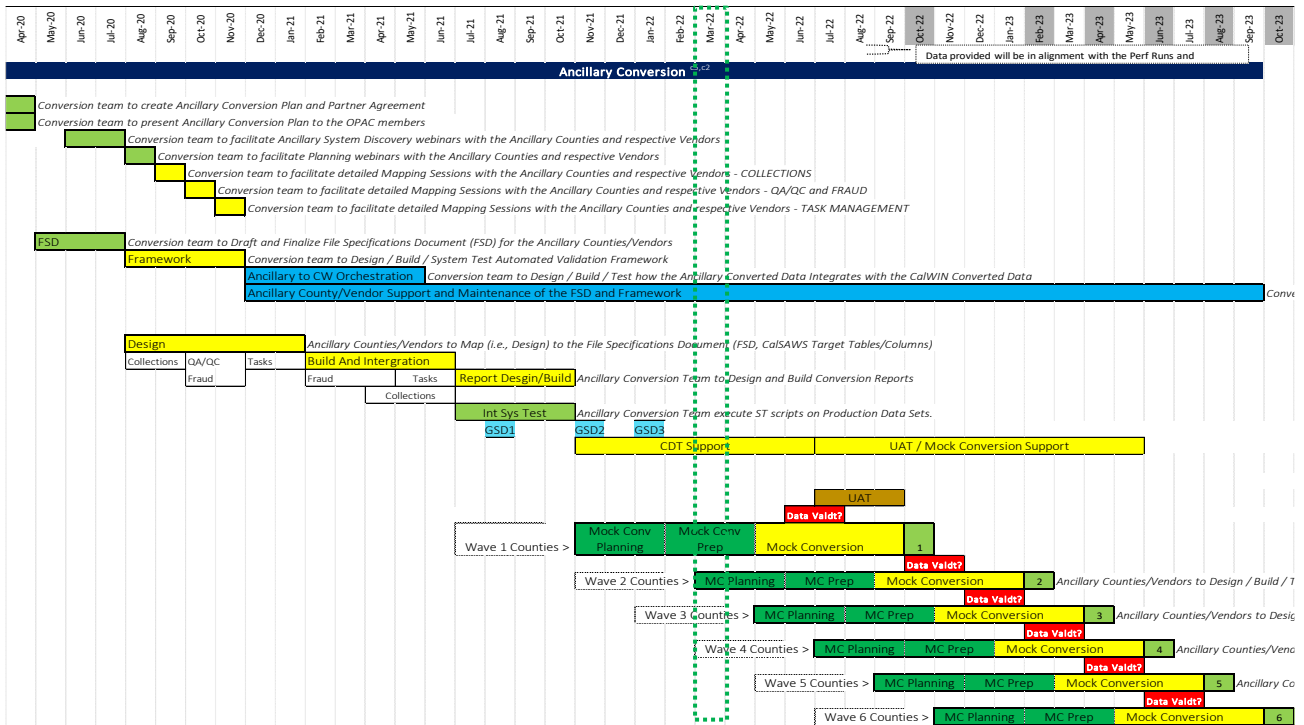 Apr-20 May-20 Jun-20 Jul-20 Aug-20 Sep-20 Oct-20 Nov-20 Dec-20 Jan-21 Feb-21 Mar-21 Apr-21 May-21 Jun-21 Jul-21 Aug-21 Sep-21 Oct-21 Nov-21 Dec-21 Jan-22 Feb-22 Mar-22 Apr-22 May-22 Jun-22 Jul-22 Aug-22 Sep-22 Oct-22 Nov-22 Dec-22 Jan-23 Feb-23 Mar-23 Apr-23 May-23 Jun-23 Jul-23 Aug-23 Sep-23 Oct-23
Data provided will be in alignment with the Perf Runs and
Ancillary Conversion c5,c2
Conversion team to create Ancillary Conversion Plan and Partner Agreement
Conversion team to present Ancillary Conversion Plan to the OPAC members
Conversion team to facilitate Ancillary System Discovery webinars with the Ancillary Counties and respective Vendors
Conversion team to facilitate Planning webinars with the Ancillary Counties and respective Vendors
Conversion team to facilitate detailed Mapping Sessions with the Ancillary Counties and respective Vendors - COLLECTIONS
Conversion team to facilitate detailed Mapping Sessions with the Ancillary Counties and respective Vendors - QA/QC and FRAUD
Conversion team to facilitate detailed Mapping Sessions with the Ancillary Counties and respective Vendors - TASK MANAGEMENT
FSD Conversion team to Draft and Finalize File Specifications Document (FSD) for the Ancillary Counties/Vendors
Framework Conversion team to Design / Build / System Test Automated Validation Framework
Ancillary to CW Orchestration Conversion team to Design / Build / Test how the Ancillary Converted Data Integrates with the CalWIN Converted Data
Ancillary County/Vendor Support and Maintenance of the FSD and Framework Conve
Design Ancillary Counties/Vendors to Map (i.e., Design) to the File Specifications Document (FSD, CalSAWS Target Tables/Columns)
Collections QA/QC Tasks Build And Intergration
Fraud Fraud Tasks Report Desgin/Build Ancillary Conversion Team to Design and Build Conversion Reports
Collections
Int Sys Test Ancillary Conversion Team execute ST scripts on Production Data Sets.
GSD1 GSD2 GSD3
CDT Support UAT / Mock Conversion Support
UAT
Data Valdt?
Wave 1 Counties > Mock Conv Planning Mock Conv Prep Mock Conversion 1
Data Valdt?
Wave 2 Counties > MC Planning MC Prep Mock Conversion 2 Ancillary Counties/Vendors to Design / Build / T
Data Valdt?
Wave 3 Counties > MC Planning MC Prep Mock Conversion 3 Ancillary Counties/Vendors to Desig
Data Valdt?
Wave 4 Counties > MC Planning MC Prep Mock Conversion 4 Ancillary Counties/Vend
Data Valdt?
Wave 5 Counties > MC Planning MC Prep Mock Conversion 5 Ancillary Co
Data Valdt?
Wave 6 Counties > MC Planning MC Prep Mock Conversion 6